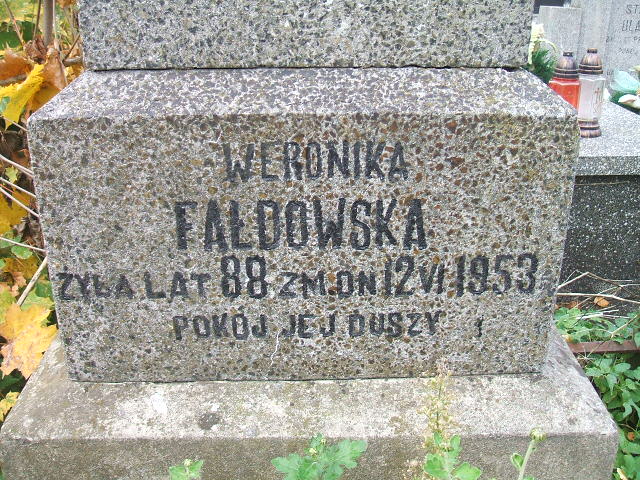 WERONIKA
FAŁDOWSKA
ŻYŁA LAT 88 ZM. DN 12 VI 1953
POKÓJ JEJ DUSZY